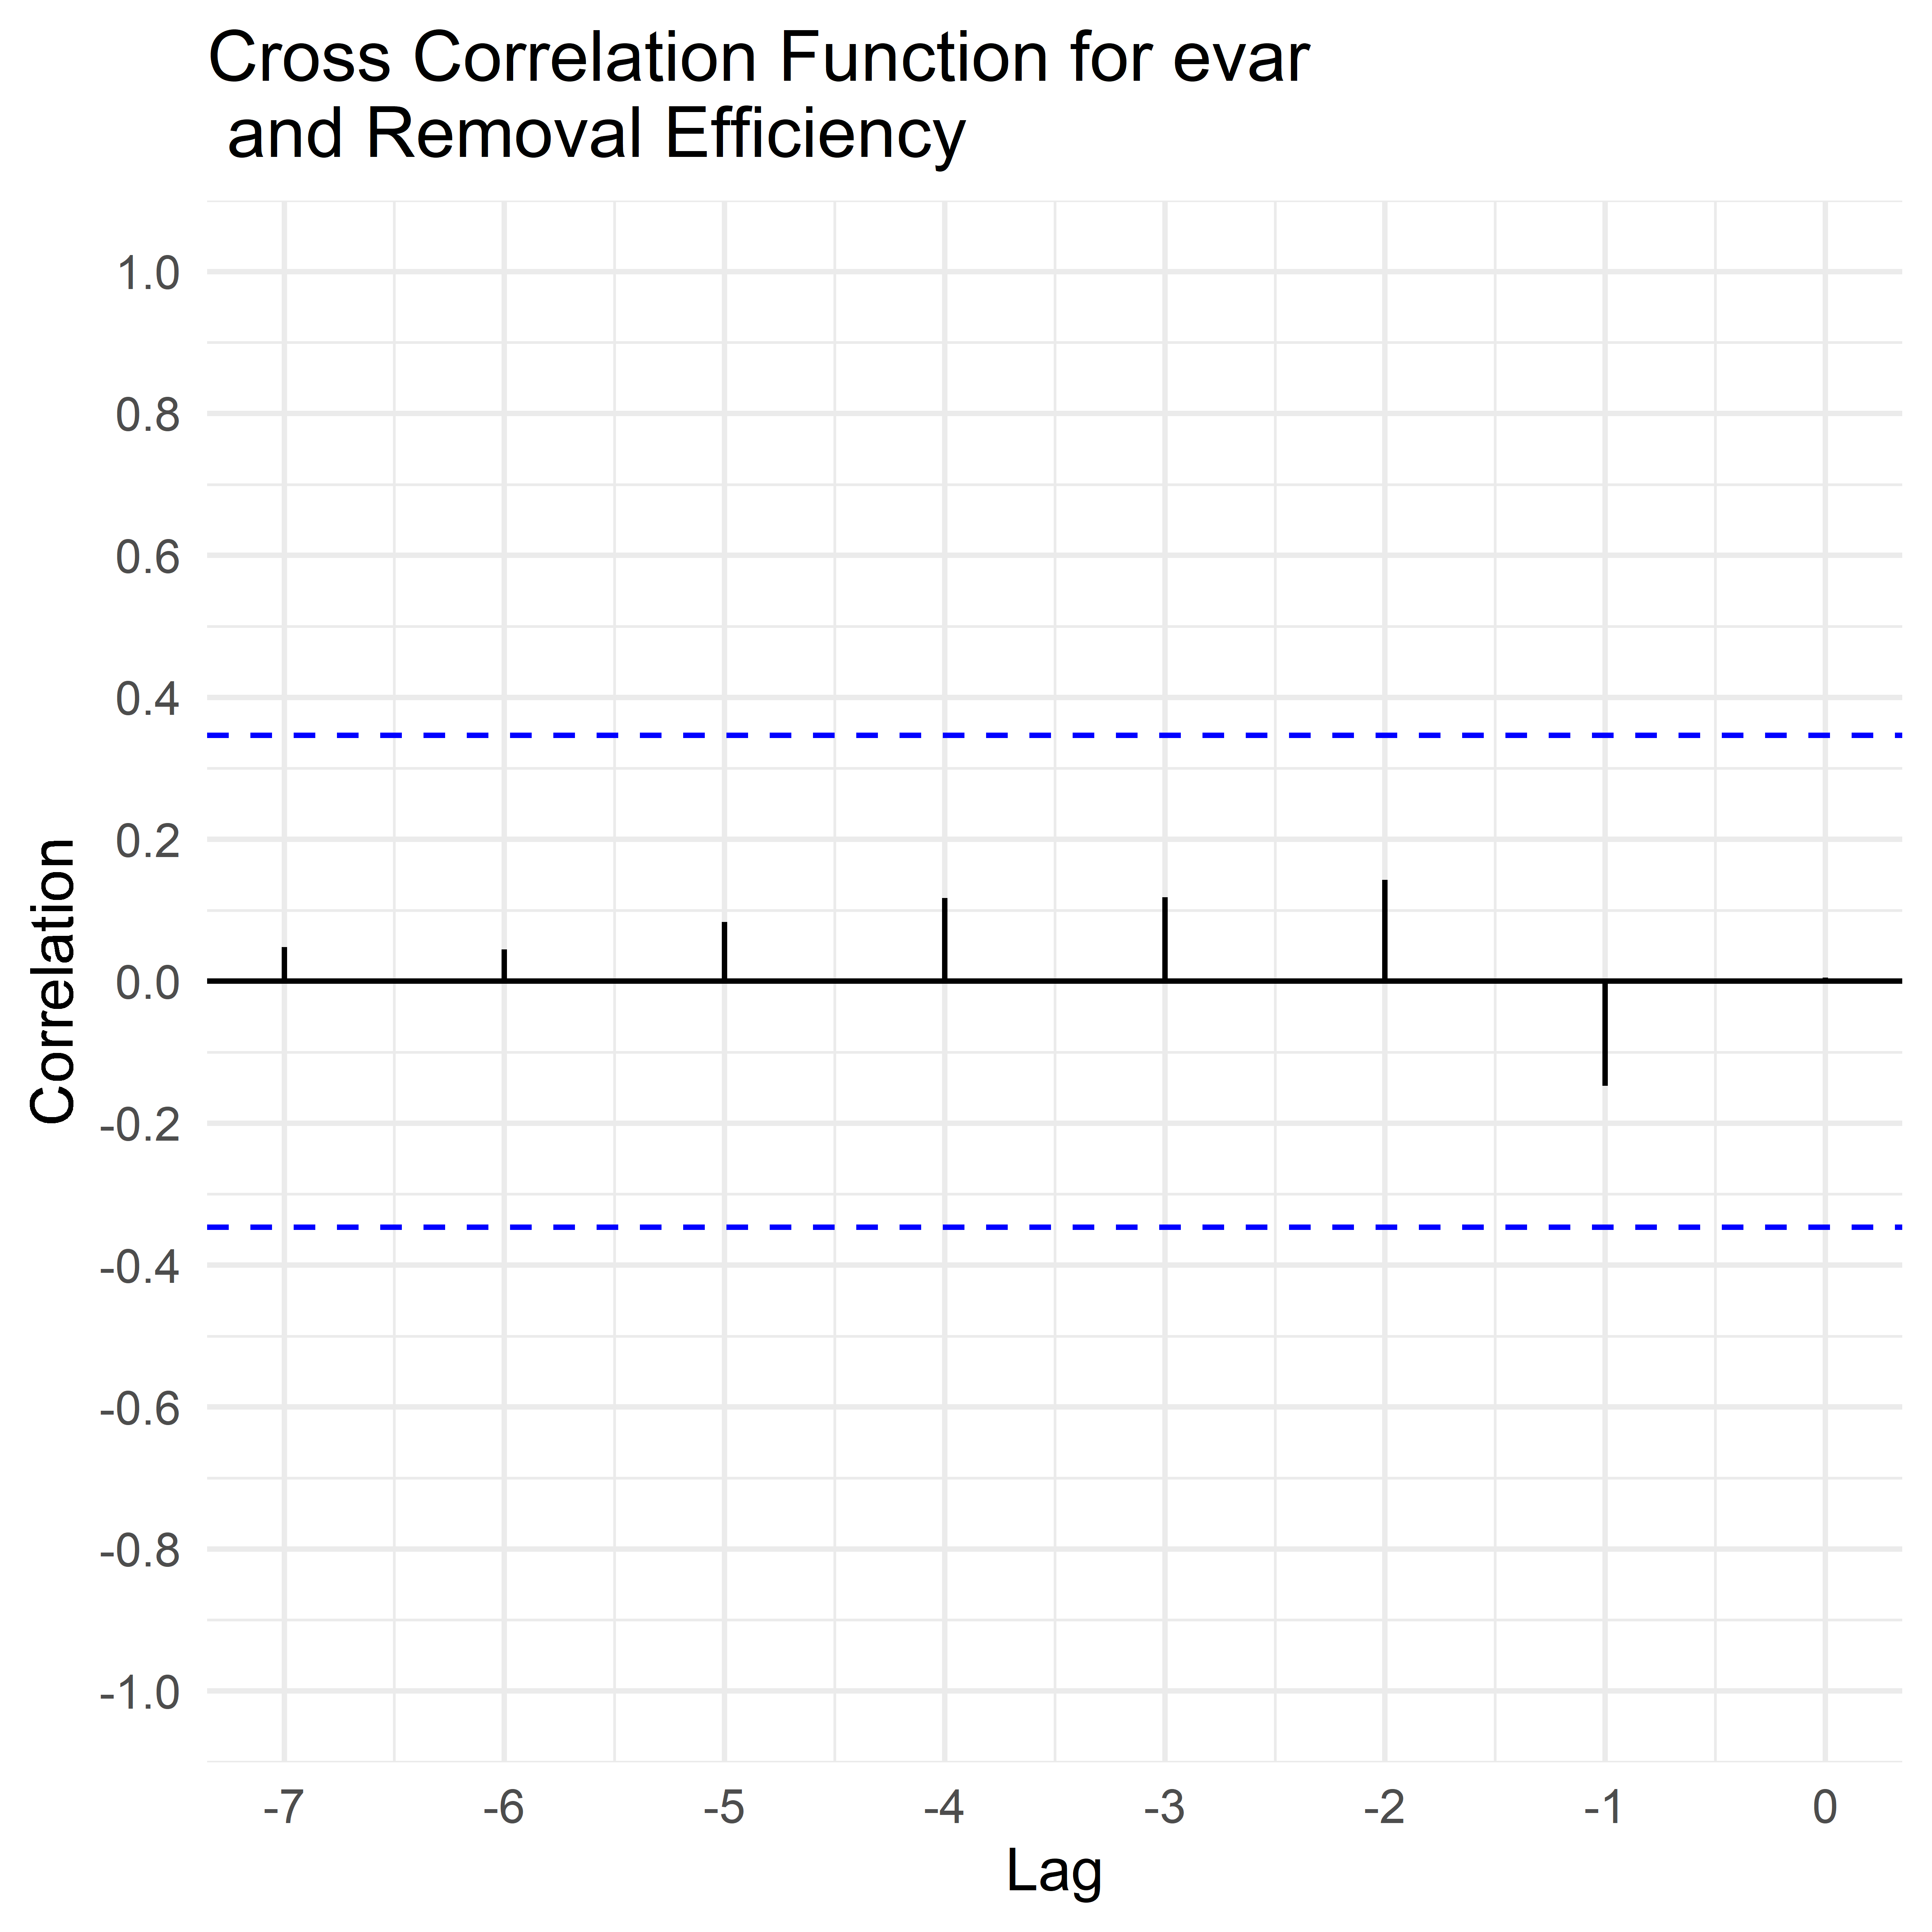 Cross Correlation Function for evar
and Removal Efficiency
1.0
0.8
0.6
0.4
0.2
0.0
-0.2
-0.4
-0.6
-0.8
-1.0
Correlation
-7 -6 -5 -4 -3 -2 -1 0
Lag